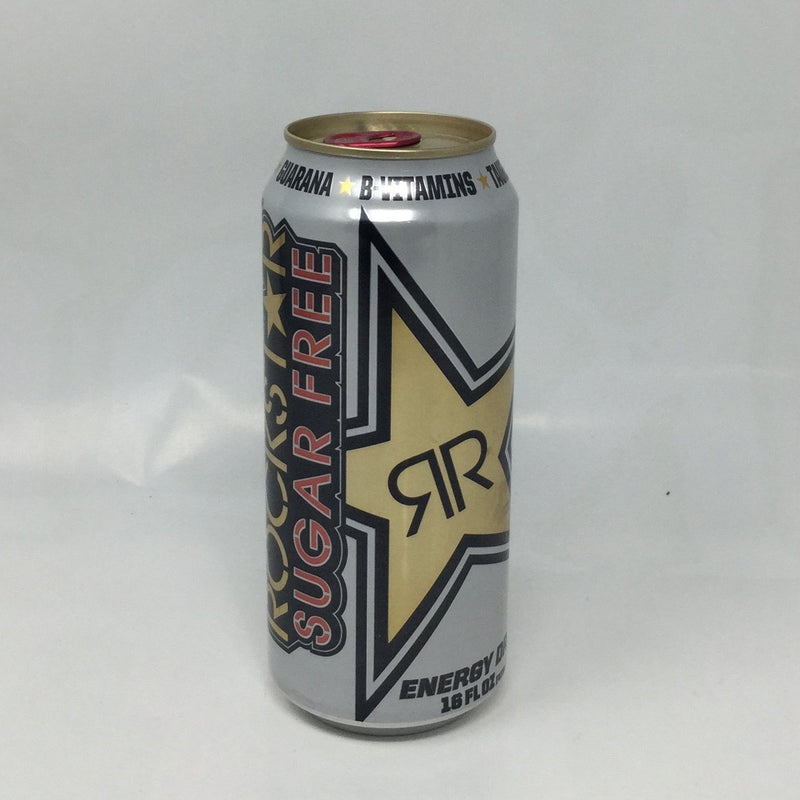 GUARANA ★ B-VITAMINS ★
ROCKSTAR
SUGAR FREE
RR
ENERGY
16 FL OZ